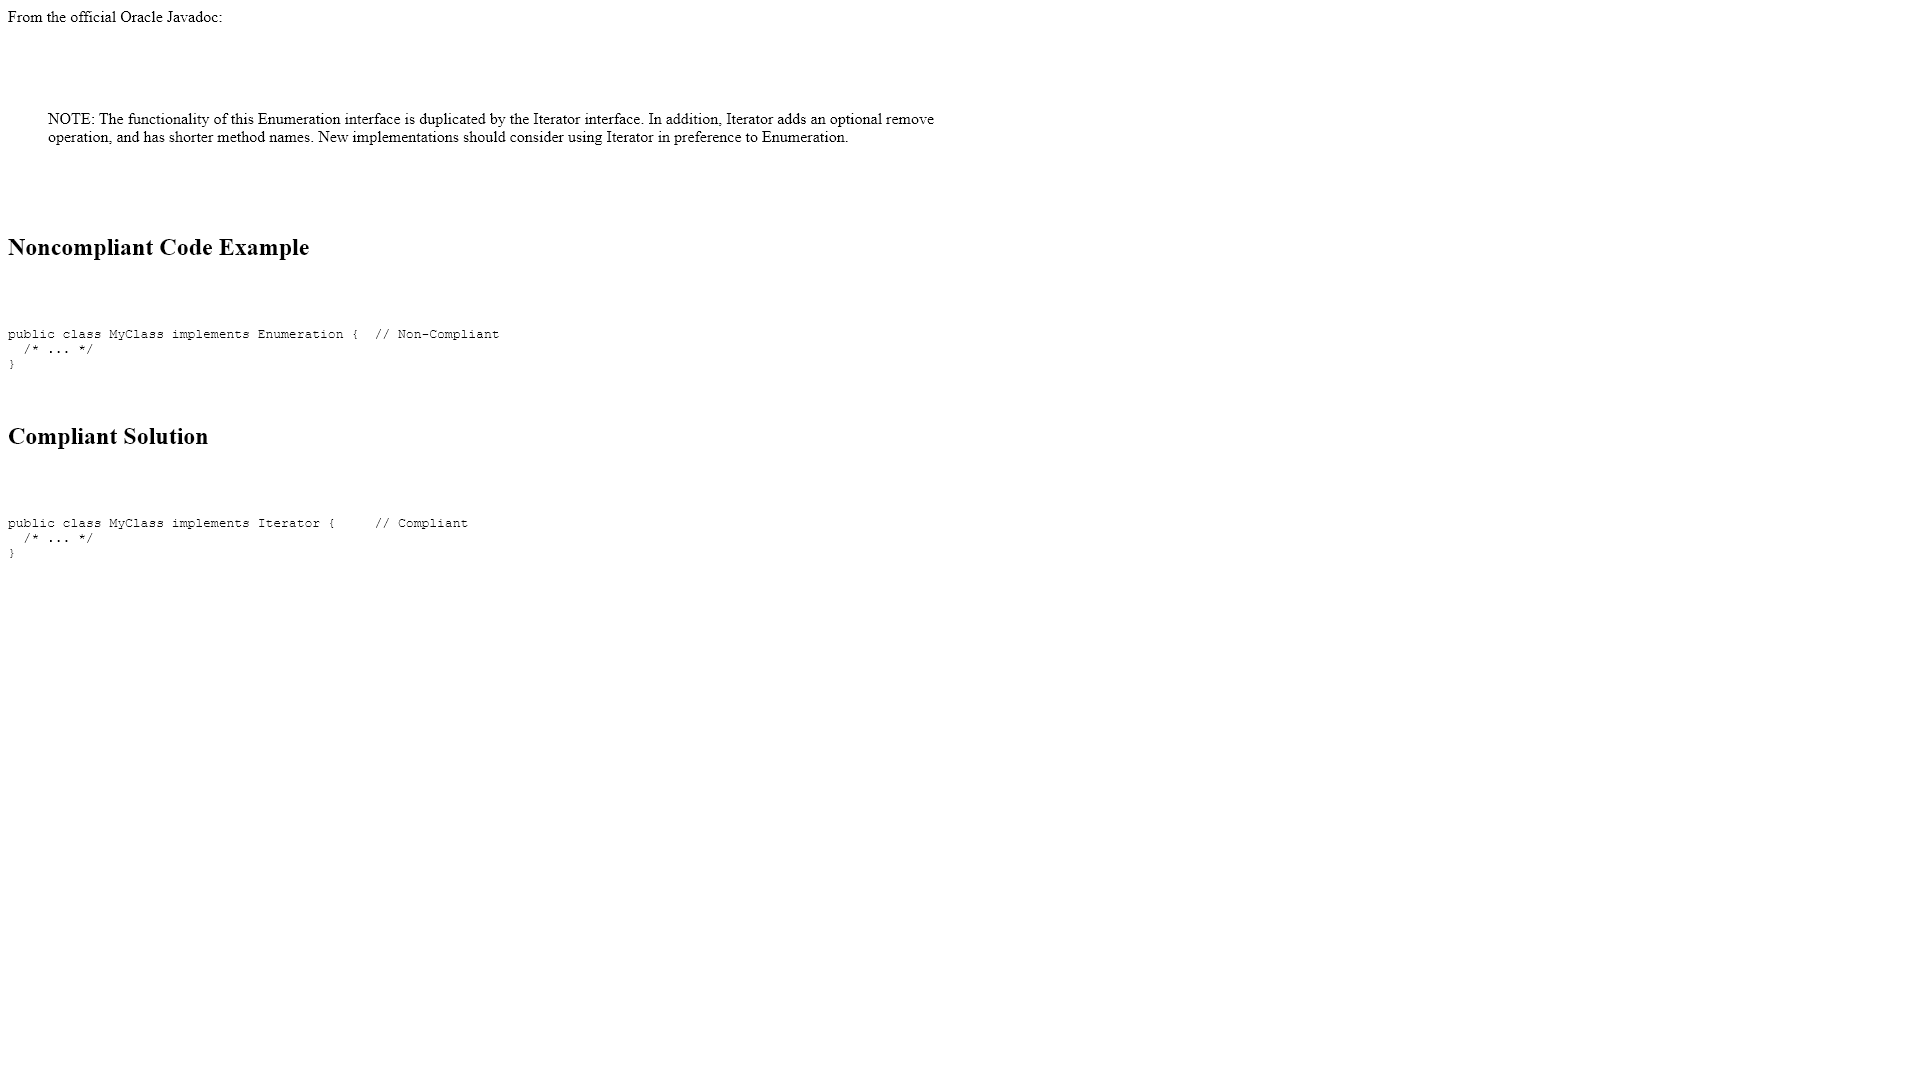 From the official Oracle Javadoc:
NOTE: The functionality of this Enumeration interface is duplicated by the Iterator interface. In addition, Iterator adds an optional remove
operation, and has shorter method names. New implementations should consider using Iterator in preference to Enumeration.
Noncompliant Code Example
public class MyClass implements Enumeration {  // Non-Compliant
  /* ... */
}
Compliant Solution
public class MyClass implements Iterator {     // Compliant
  /* ... */
}